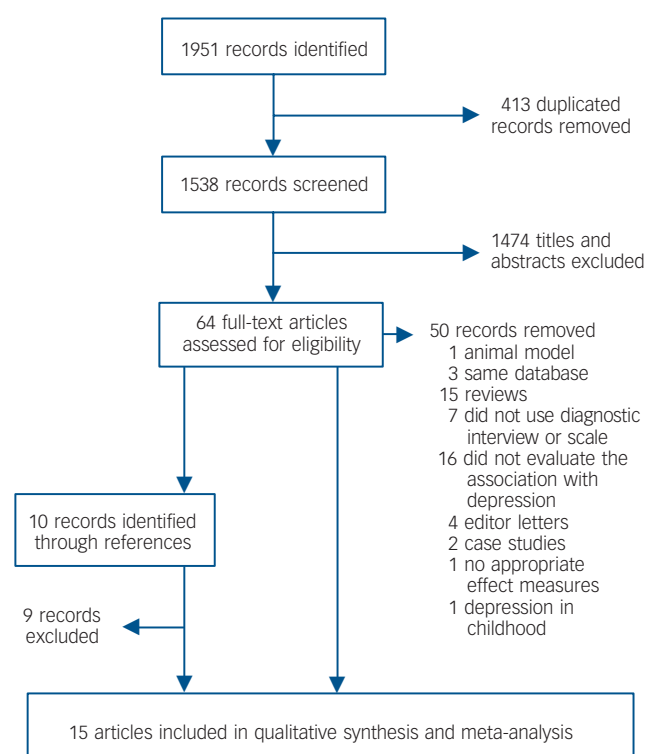 1951 records identified
413 duplicated
records removed
1538 records screened
1474 titles and
abstracts excluded
64 full-text articles
assessed for eligibility
50 records removed
1 animal model
3 same database
15 reviews
7 did not use diagnostic
interview or scale
16 did not evaluate the
association with
depression
4 editor letters
2 case studies
1 no appropriate
effect measures
1 depression in
childhood
10 records identified
through references
9 records
excluded
15 articles included in qualitative synthesis and meta-analysis